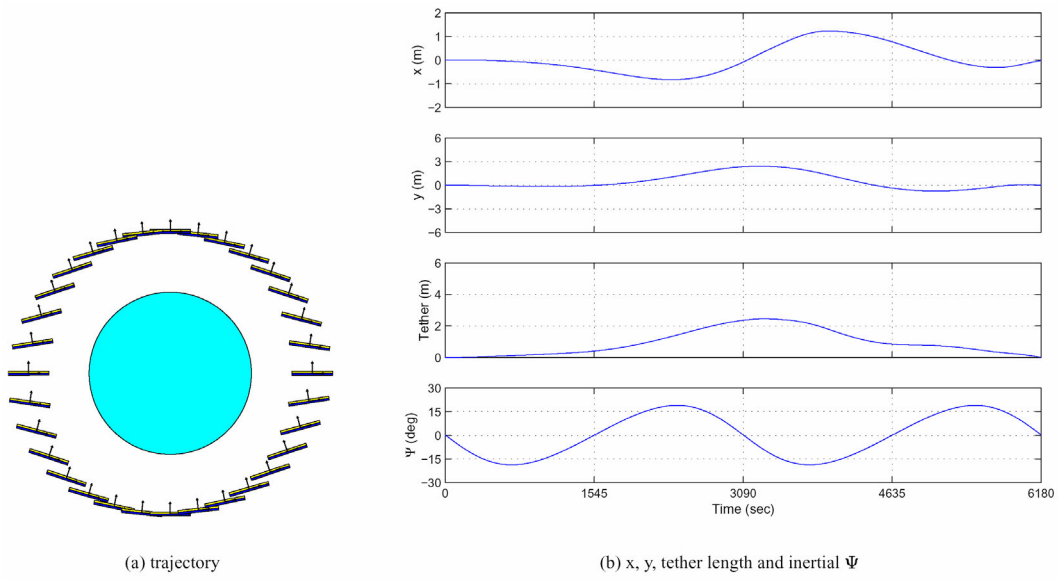 2
1
0
−1
−2
x (m)
6
3
0
−3
−6
y (m)
6
4
2
0
Tether (m)
30
15
0
−15
−30
Ψ (deg)
0 1545 3090 4635 6180
Time (sec)
(a) trajectory
(b) x, y, tether length and inertial Ψ